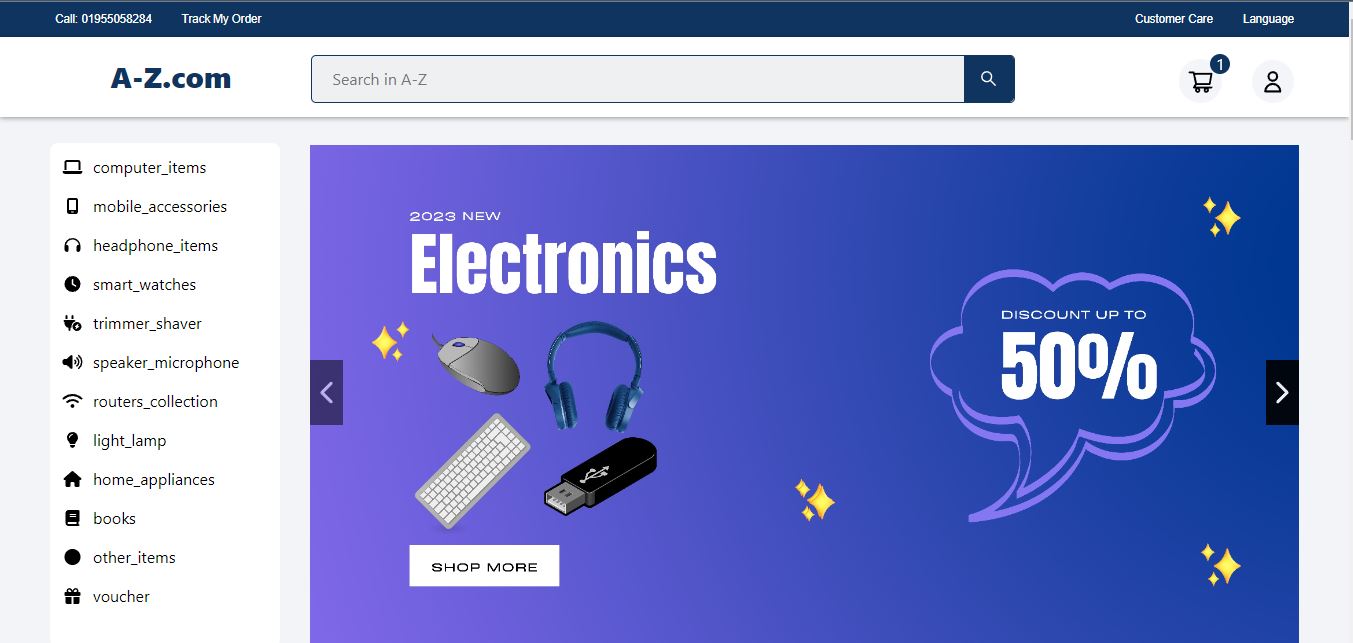 Call: 01955058284 Track My Order Customer Care Language
A-Z.com Search in A-Z 1
computer_items
mobile_accessories
headphone_items
smart_watches
trimmer_shaver
speaker_microphone
routers_collection
light_lamp
home_appliances
books
other_items
voucher
2023 NEW
Electronics
DISCOUNT UP TO
50%
SHOP MORE